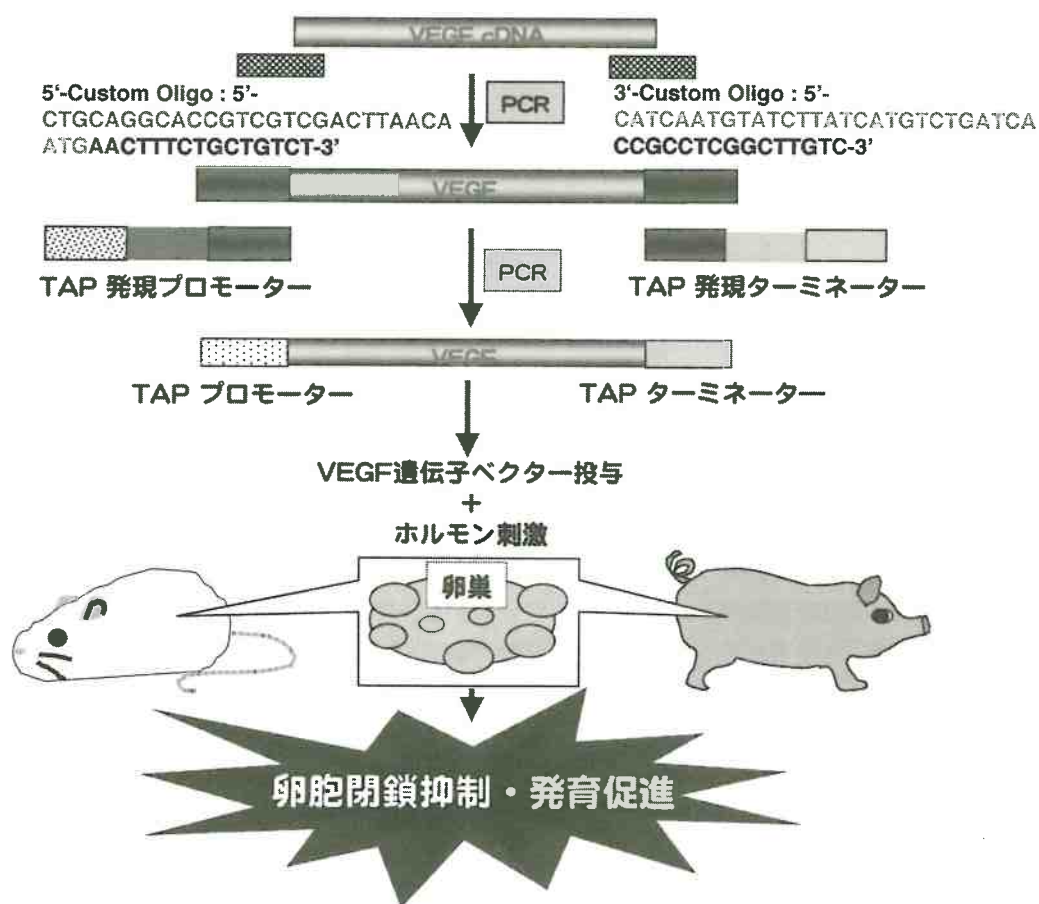 VEGF cDNA
5'-Custom Oligo : 5'-
CTGCAGGCACCGTCGTCGACTTAACA
ATGAACTTTCTGCTGTCT-3'
PCR
3'-Custom Oligo : 5'-
CATCAATGTATCTTATCATGTCTGATCA
CCGCCTCGGCTTGTC-3'
VEGF
TAP 発現プロモーター
PCR
TAP 発現ターミネーター
VEGF
TAP プロモーター
TAP ターミネーター
VEGF遺伝子ベクター投与
+
ホルモン刺激
卵巣
卵胞閉鎖抑制・発育促進